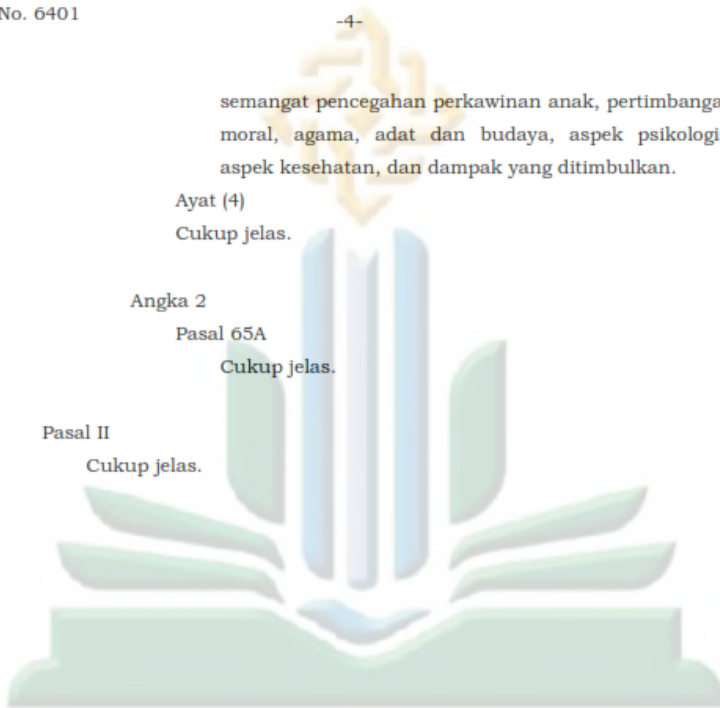 No. 6401
-4-
semangat pencegahan perkawinan anak, pertimbanga
moral, agama, adat dan budaya, aspek psikologi
aspek kesehatan, dan dampak yang ditimbulkan.
Ayat (4)
Cukup jelas.
Angka 2
Pasal 65A
Cukup jelas.
Pasal II
Cukup jelas.